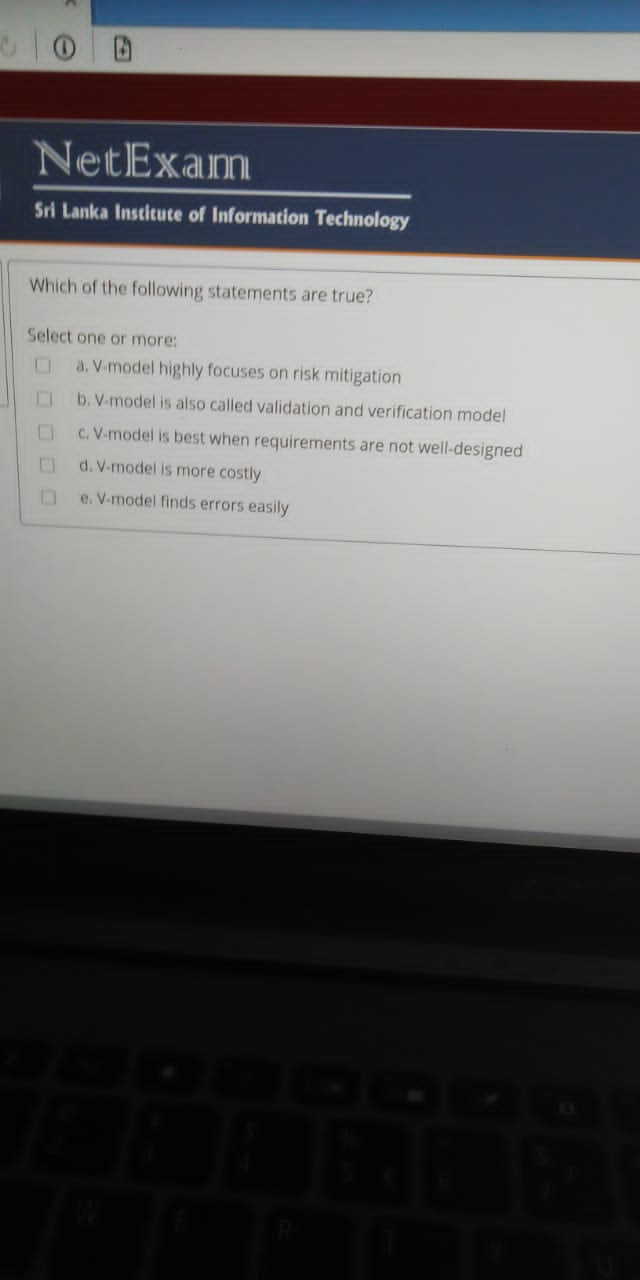 NetExam
Sri Lanka Institute of Information Technology
Which of the following statements are true?
Select one or more:
a. V-model highly focuses on risk mitigation
b. V-model is also called validation and verification model
c. V-model is best when requirements are not well-designed
d. V-model is more costly
e. V-model finds errors easily
W
R